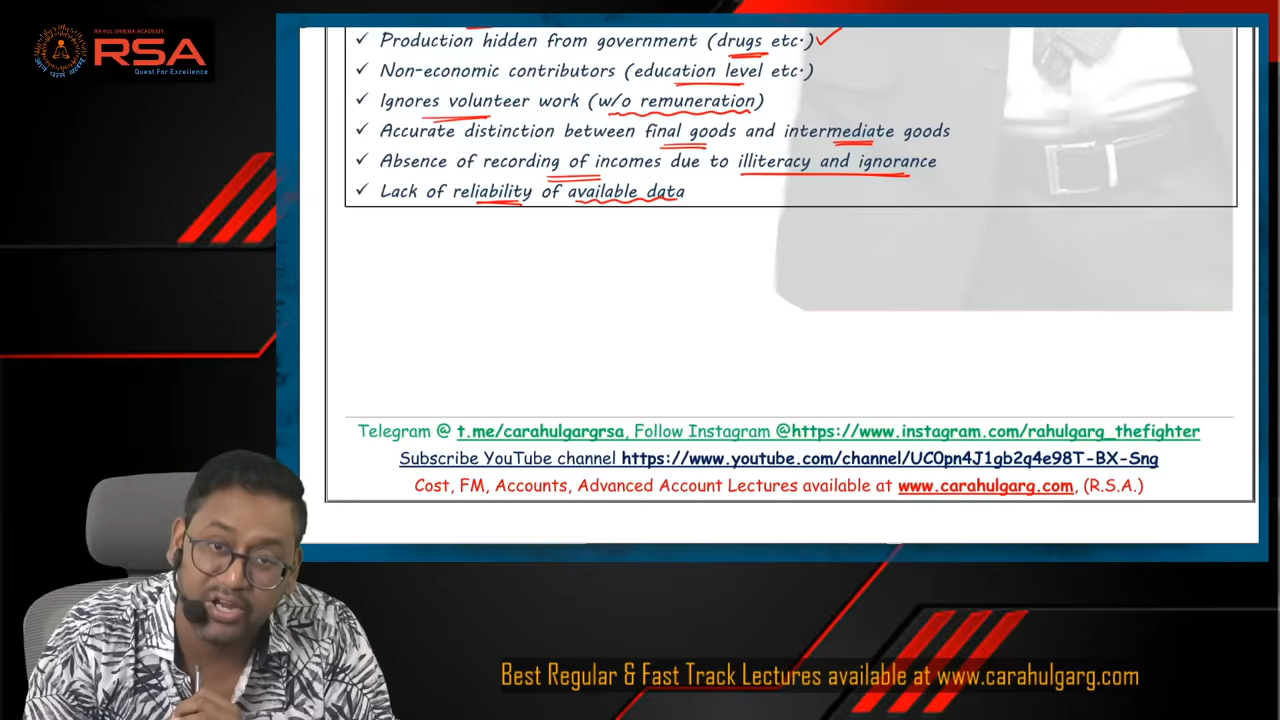 RAHUL SHIKHA ACADEMY
RSA
Quest For Excellence
✓ Production hidden from government (drugs etc.)
✓ Non-economic contributors (education level etc.)
✓ Ignores volunteer work (w/o remuneration)
✓ Accurate distinction between final goods and intermediate goods
✓ Absence of recording of incomes due to illiteracy and ignorance
✓ Lack of reliability of available data
Telegram @ t.me/carahulgargrsa, Follow Instagram @https://www.instagram.com/rahulgarg_thefighter
Subscribe YouTube channel https://www.youtube.com/channel/UC0pn4J1gb2q4e98T-BX-Sng
Cost, FM, Accounts, Advanced Account Lectures available at www.carahulgarg.com, (R.S.A.)
Best Regular & Fast Track Lectures available at www.carahulgarg.com